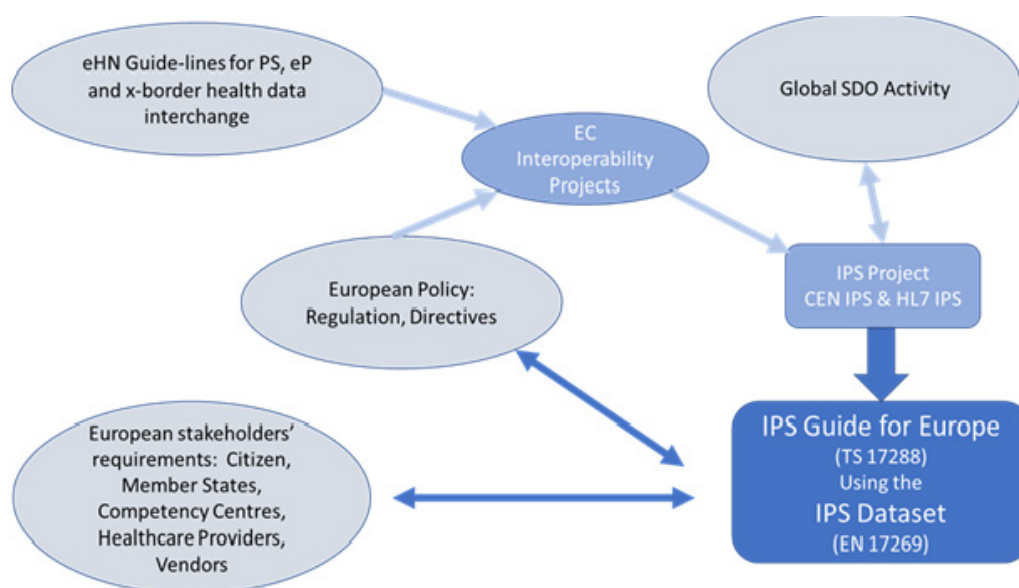 eHN Guide-lines for PS, eP
and x-border health data
interchange
Global SDO Activity
EC
Interoperability
Projects
European Policy:
Regulation, Directives
IPS Project
CEN IPS & HL7 IPS
European stakeholders'
requirements: Citizen,
Member States,
Competency Centres,
Healthcare Providers,
Vendors
IPS Guide for Europe
(TS 17288)
Using the
IPS Dataset
(EN 17269)